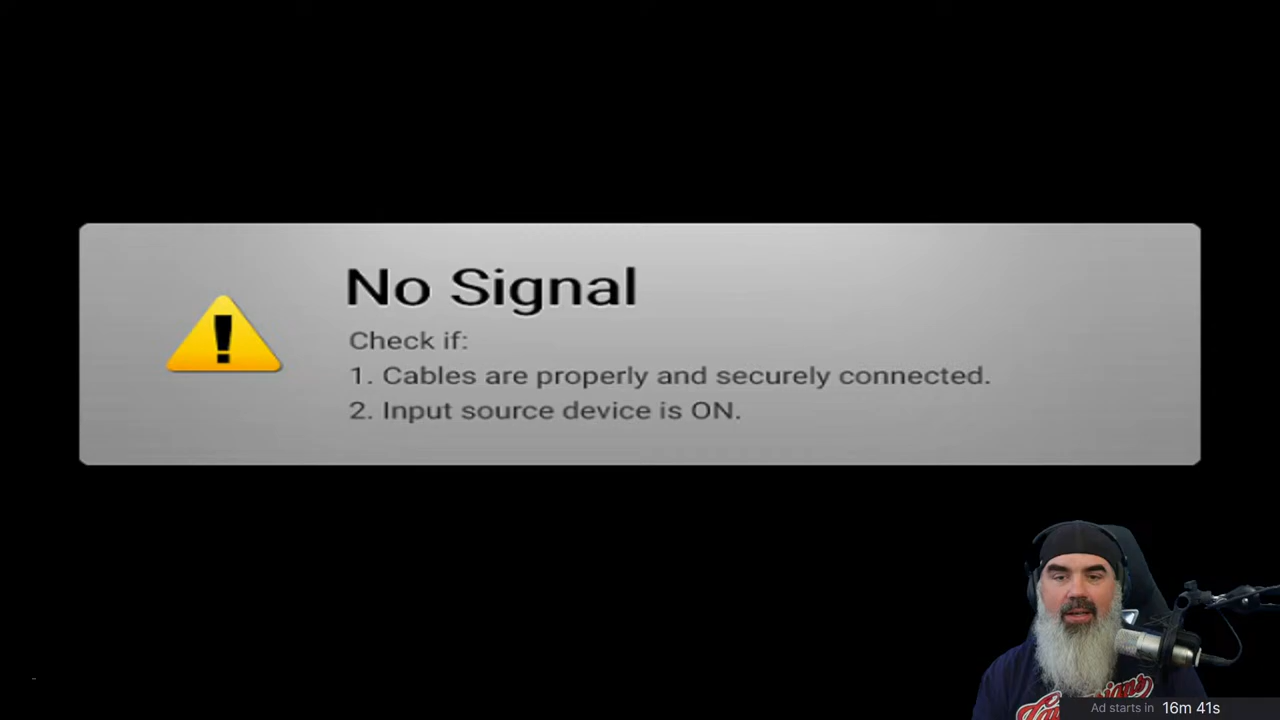 No Signal
Check if:
1. Cables are properly and securely connected.
2. Input source device is ON.
Ad starts in 16m 41s